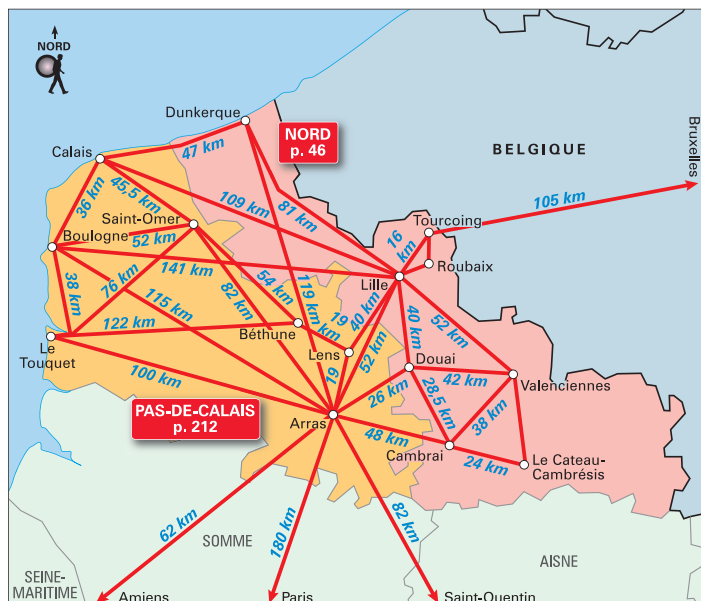 NORD
Dunkerque
NORD
p. 46
Bruxelles
BELGIQUE
Calais
47 km
36 km
45,5 km
109 km
81 km
105 km
Saint-Omer
Tourcoing
16
km
Boulogne
52 km
Roubaix
141 km
Lille
38 km
76 km
115 km
82 km
54 km
119 km
19
km
40 km
52 km
40 km
52 km
122 km
Béthune
Lens
Douai
Le
Touquet
100 km
19
42 km
Valenciennes
26 km
28,5 km
38 km
PAS-DE-CALAIS
p. 212
Arras
48 km
Cambrai
24 km
Le Cateau-
Cambrésis
62 km
180 km
82 km
SOMME
AISNE
SEINE-
MARITIME
Amiens
Paris
Saint-Quentin